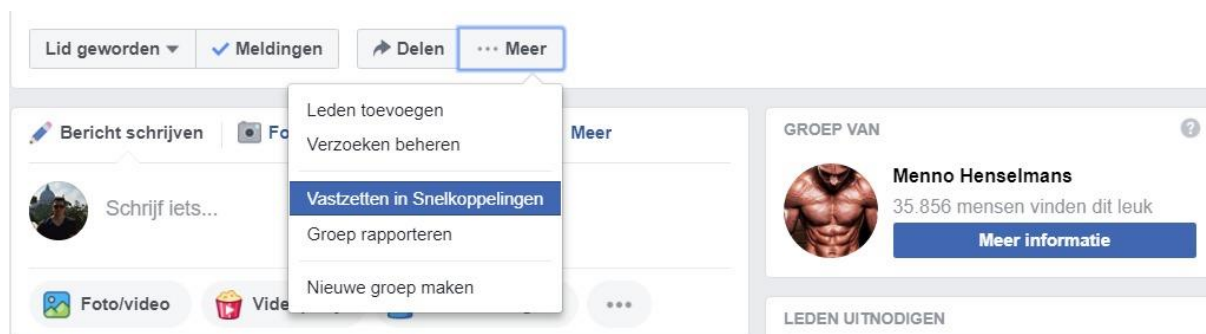 Lid geworden
Meldingen
Delen
Meer
Leden toevoegen
Verzoeken beheren
Vastzetten in Snelkoppelingen
Groep rapporteren
Nieuwe groep maken
Bericht schrijven
Meer
Schrijf iets...
Foto/video
GROEP VAN
Menno Henselmans
35.856 mensen vinden dit leuk
Meer informatie
LEDEN UITNODIGEN